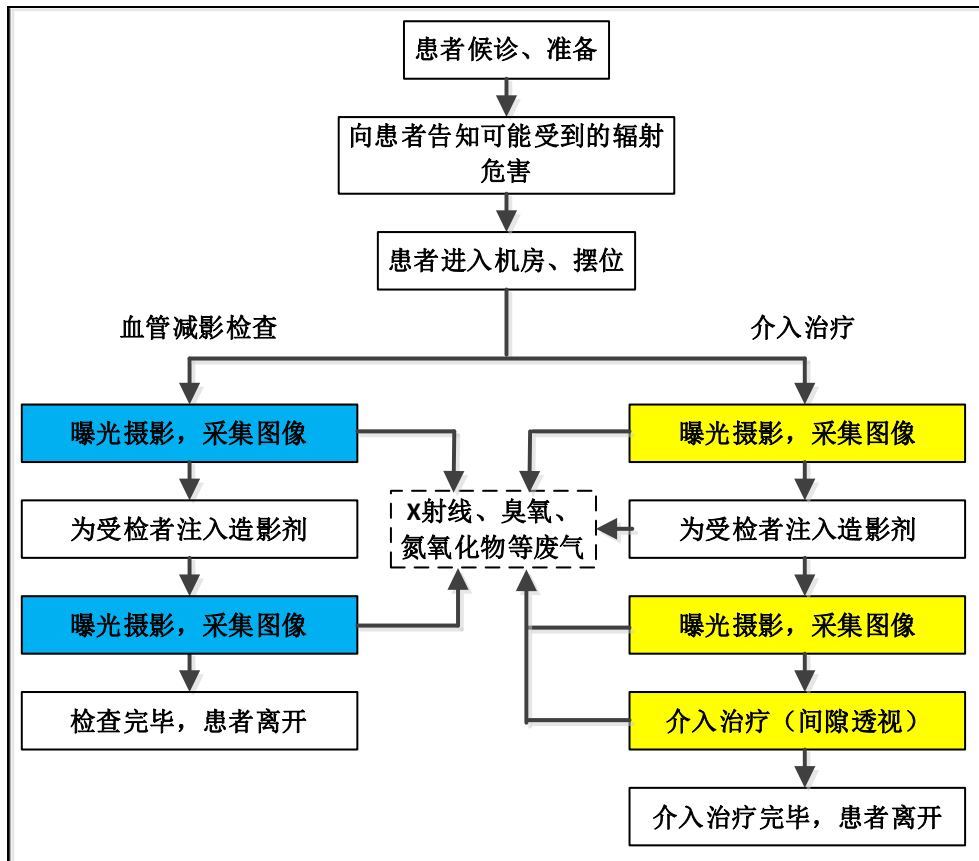 患者候诊、准备
向患者告知可能受到的辐射
危害
患者进入机房、摆位
血管减影检查
介入治疗
曝光摄影，采集图像
曝光摄影，采集图像
X射线、臭氧、
氮氧化物等废气
为受检者注入造影剂
为受检者注入造影剂
曝光摄影，采集图像
曝光摄影，采集图像
检查完毕，患者离开
介入治疗（间隙透视）
介入治疗完毕，患者离开